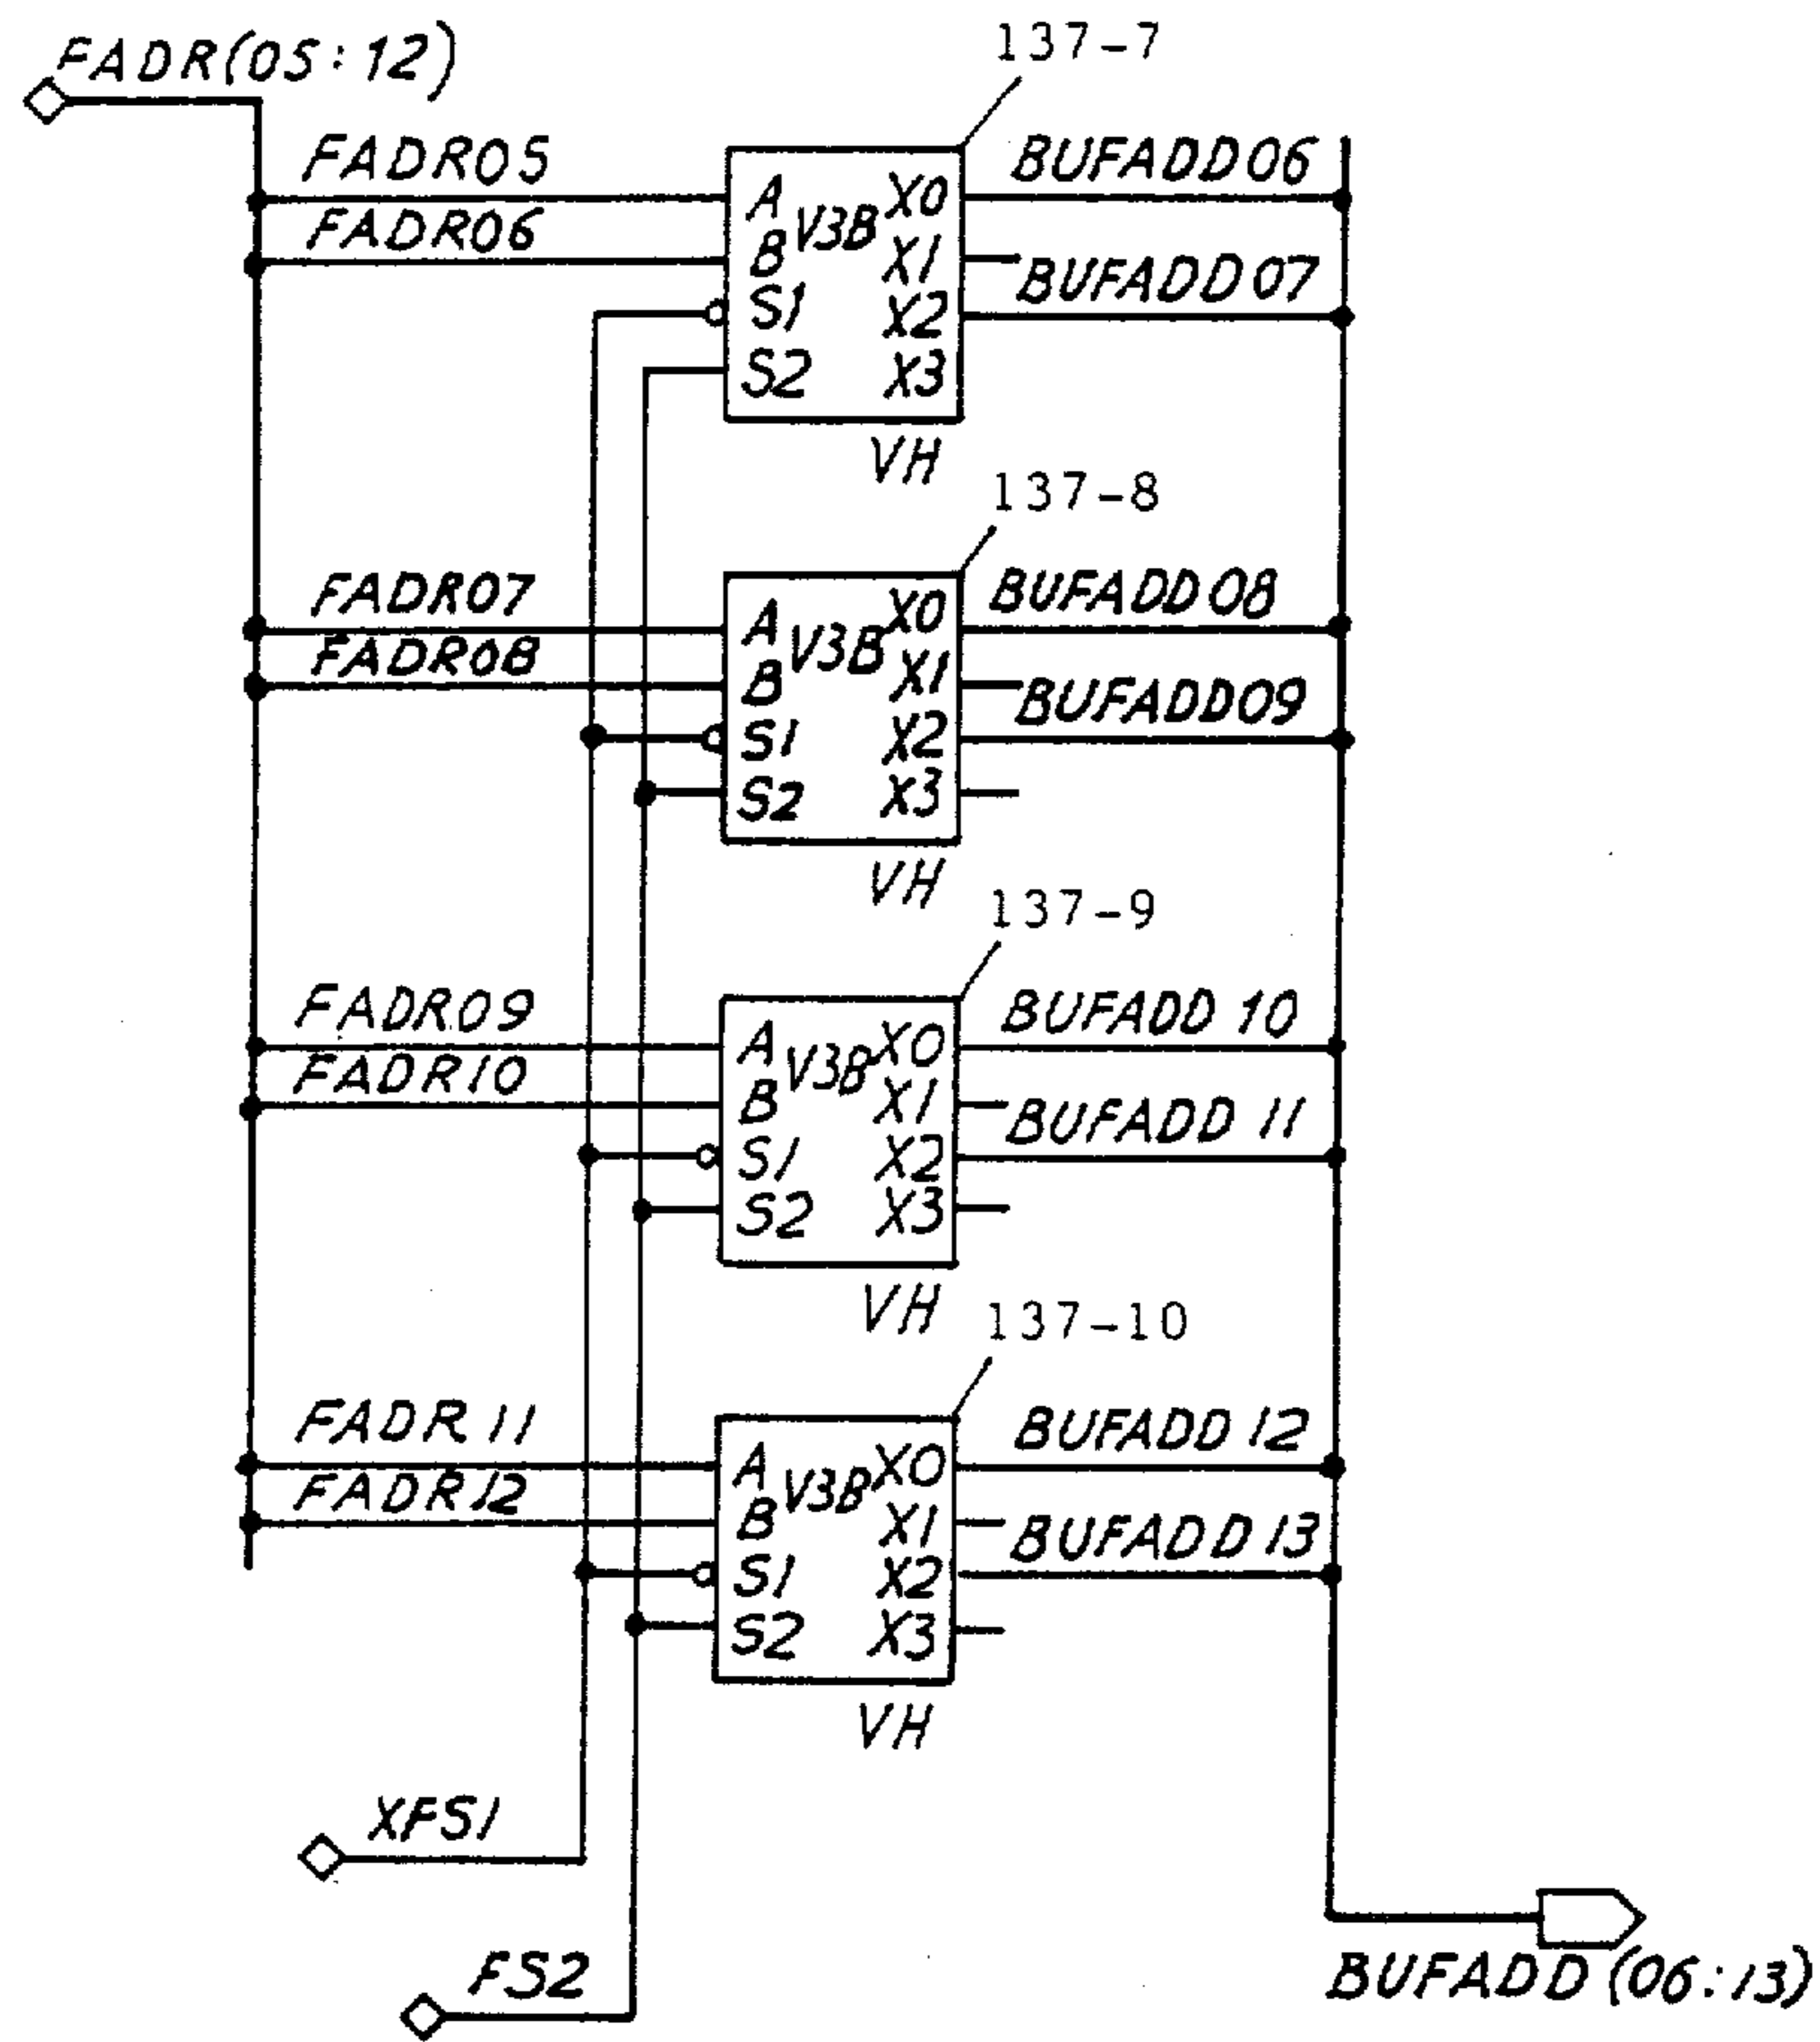 FADR(05:12)
137-7
FADR05
BUFADD06
FADR06
A V3B X0
B X1
BUFADD07
S1 X2
S2 X3
VH
137-8
FADR07
BUFADD08
FADR08
A V3B X0
B X1
BUFADD09
S1 X2
S2 X3
VH
137-9
FADR09
BUFADD 10
FADR10
A V3B X0
B X1
BUFADD 11
S1 X2
S2 X3
VH
137-10
FADR 11
BUFADD 12
FADR12
A V3B X0
B X1
BUFADD 13
S1 X2
S2 X3
VH
XFS1
FS2
BUFADD (06:13)